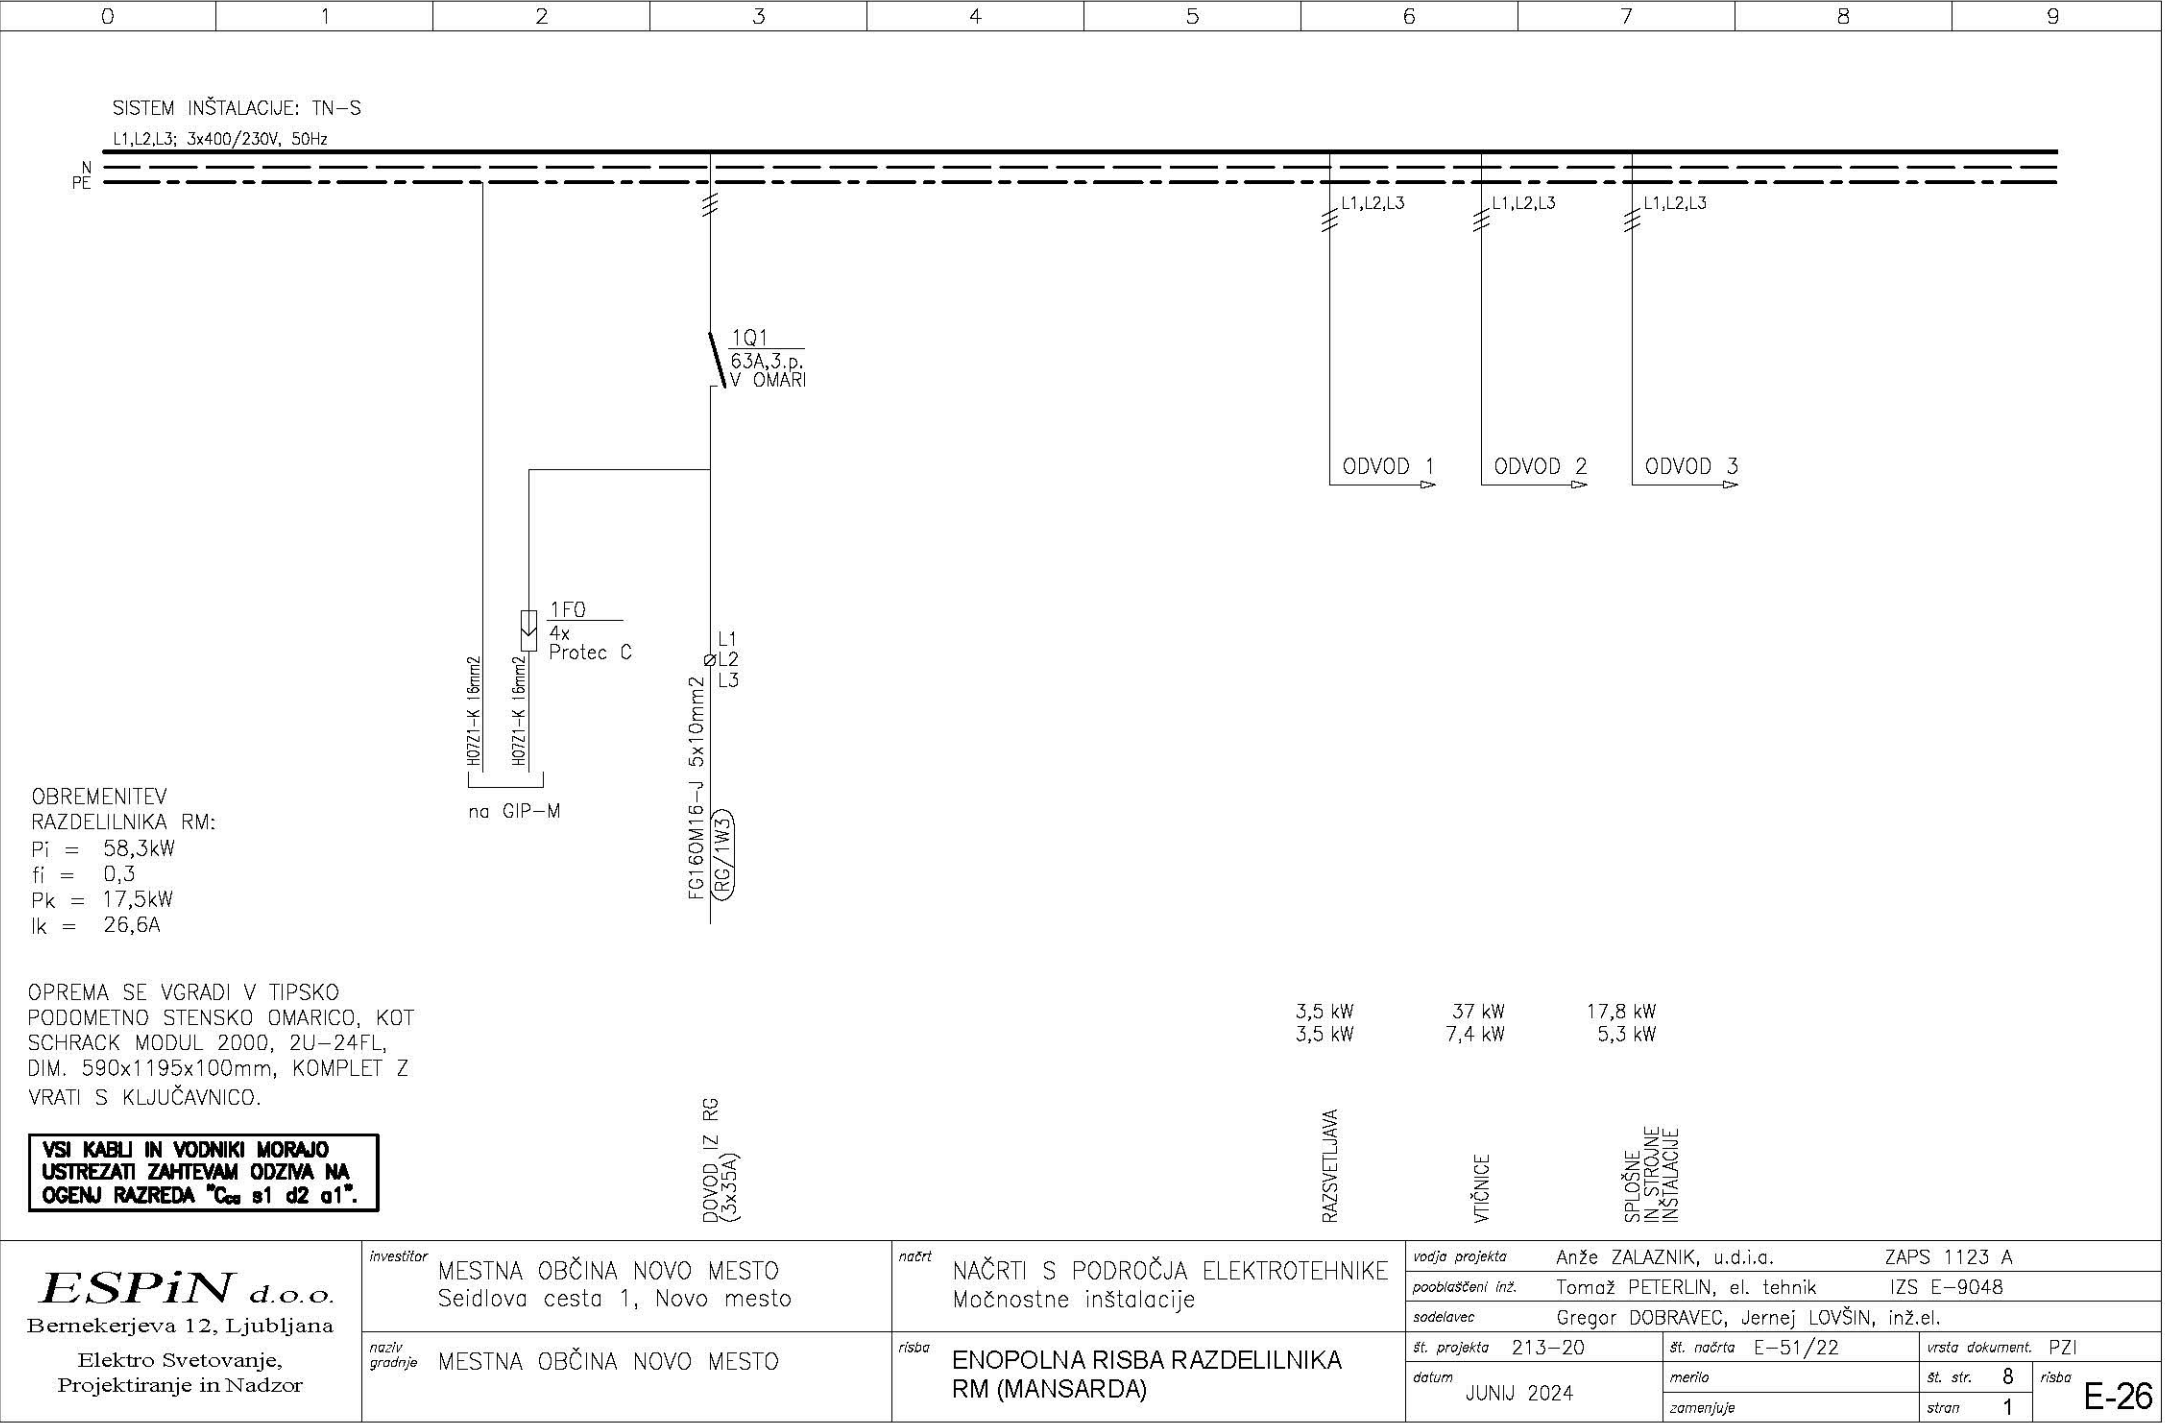 0 1 2 3 4 5 6 7 8 9
SISTEM INŠTALACIJE: TN-S
L1,L2,L3; 3x400/230V, 50Hz
N
PE
L1,L2,L3
L1,L2,L3
L1,L2,L3
1Q1
63A,3.p.
V OMARI
ODVOD 1
ODVOD 2
ODVOD 3
1F0
4x
Protec C
L1
L2
L3
H07Z1-K 16mm2
H07Z1-K 16mm2
FG16OM16-J 5x10mm2
RG/1W3
na GIP-M
OBREMENITEV
RAZDELILNIKA RM:
Pi = 58,3kW
fi = 0,3
Pk = 17,5kW
Ik = 26,6A
OPREMA SE VGRADI V TIPSKO
PODOMETNO STENSKO OMARICO, KOT
SCHRACK MODUL 2000, 2U-24FL,
DIM. 590x1195x100mm, KOMPLET Z
VRATI S KLJUČAVNICO.
3,5 kW 37 kW 17,8 kW
3,5 kW 7,4 kW 5,3 kW
DOVOD IZ RG
(3x35A)
RAZSVETLJAVA
VTIČNICE
SPLOŠNE
IN STROJNE
INŠTALACIJE
VSI KABLI IN VODNIKI MORAJO
USTREZATI ZAHTEVAM ODZIVA NA
OGENJ RAZREDA "Cca s1 d2 a1".
ESPiN d.o.o.
Bernekerjeva 12, Ljubljana
Elektro Svetovanje,
Projektiranje in Nadzor
investitor
MESTNA OBČINA NOVO MESTO
Seidlova cesta 1, Novo mesto
naziv
gradnje
MESTNA OBČINA NOVO MESTO
načrt
NAČRTI S PODROČJA ELEKTROTEHNIKE
Močnostne inštalacije
risba
ENOPOLNA RISBA RAZDELILNIKA
RM (MANSARDA)
vodja projekta Anže ZALAZNIK, u.d.i.a. ZAPS 1123 A
pooblaščeni inž. Tomaž PETERLIN, el. tehnik IZS E-9048
sodelavec Gregor DOBRAVEC, Jernej LOVŠIN, inž.el.
št. projekta 213-20 št. načrta E-51/22 vrsta dokument. PZI
datum JUNIJ 2024
merilo
zamenjuje
št. str. 8
stran 1
risba E-26